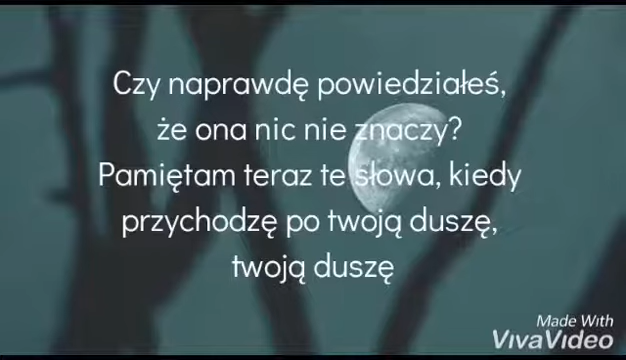 Czy naprawdę powiedziałeś,
że ona nic nie znaczy?
Pamiętam teraz te słowa, kiedy
przychodzę po twoją duszę,
twoją duszę
Made With
VivaVideo